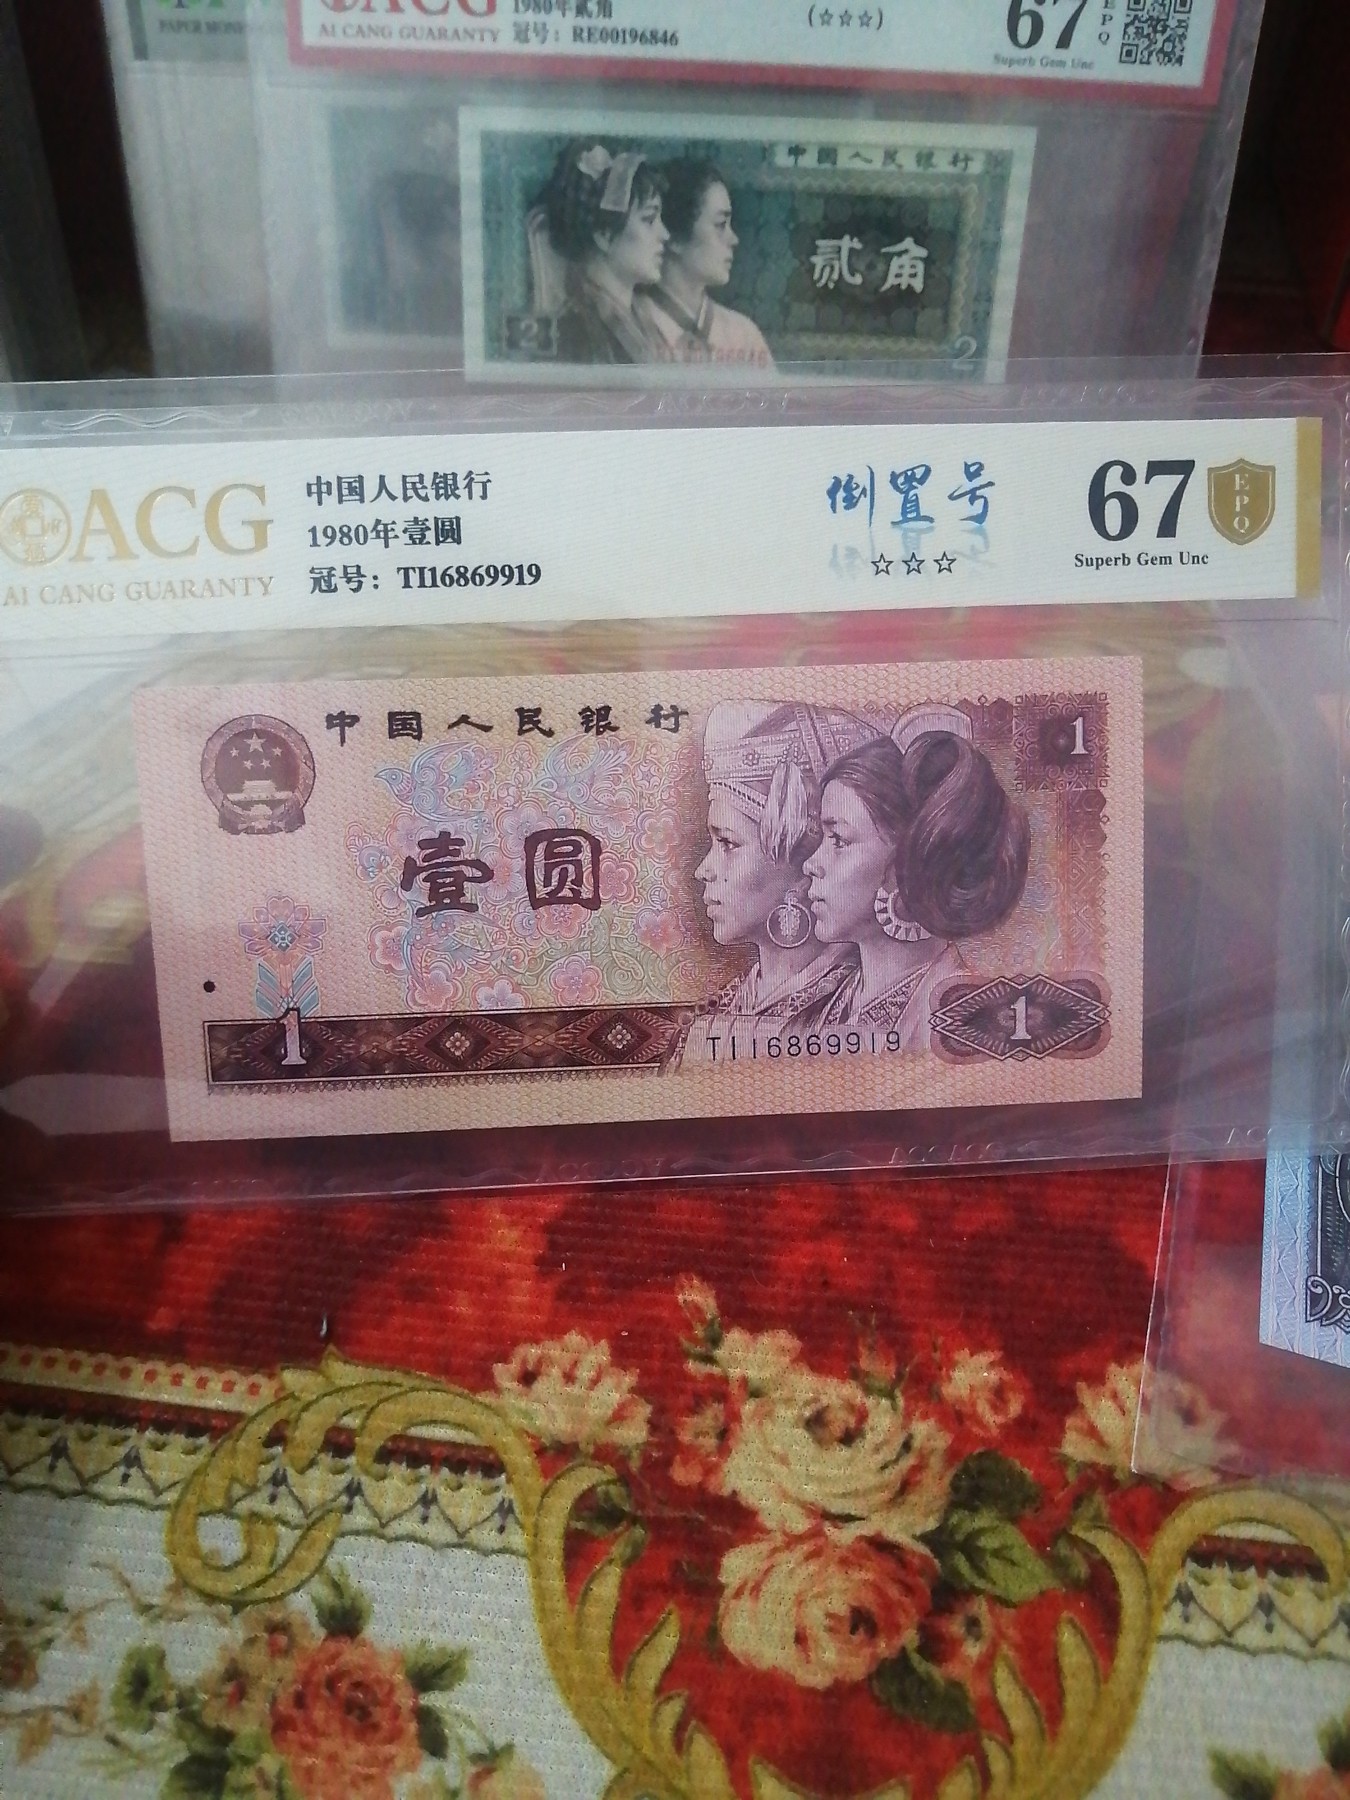 PAPER MONEY
ACG
AI CANG GUARANTY
1980年贰角
冠号：RE00196846
(☆☆☆)
67
EPQ
Superb Gem Unc
中国人民银行
贰角
2
2
ACG
AI CANG GUARANTY
中国人民银行
1980年壹圆
冠号：TI16869919
倒置号
☆☆☆
67
EPQ
Superb Gem Unc
中国人民银行
1
壹圆
1
TI16869919
1